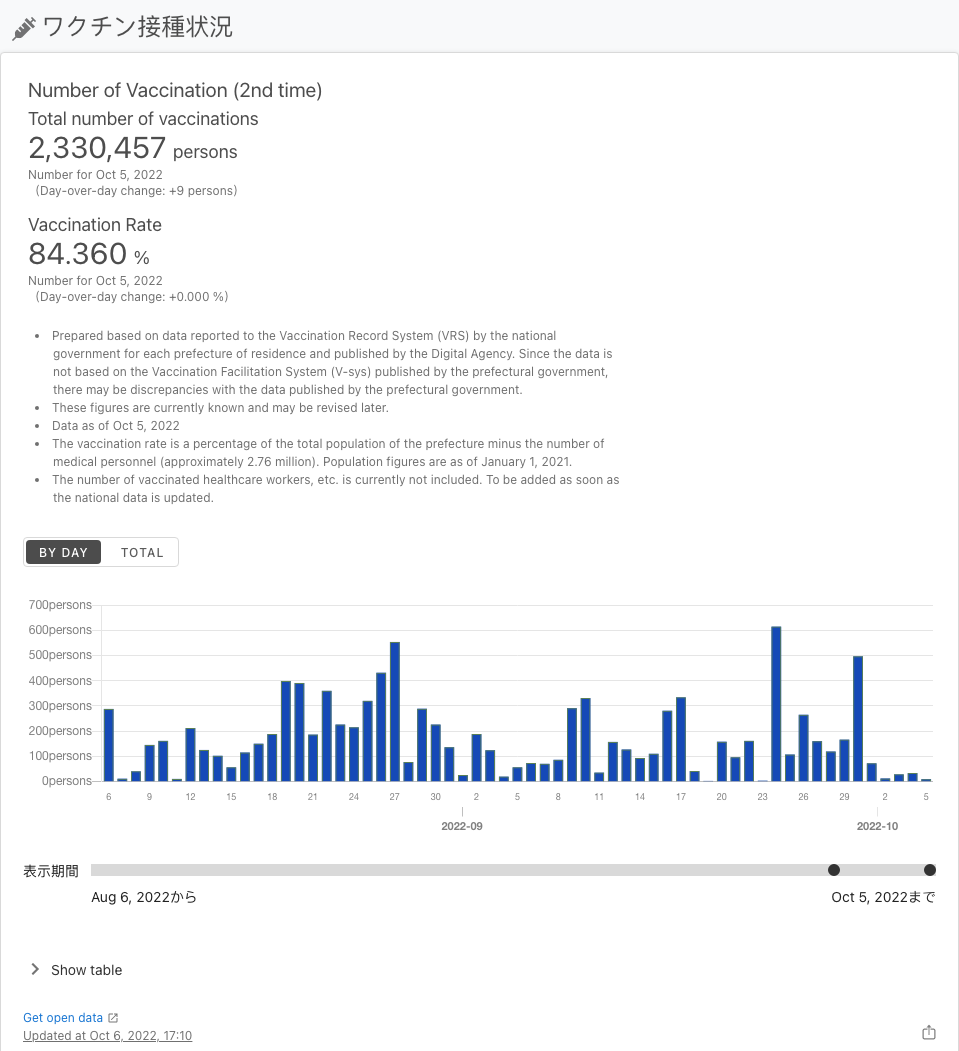 ワクチン接種状況
Number of Vaccination (2nd time)
Total number of vaccinations
2,330,457 persons
Number for Oct 5, 2022
(Day-over-day change: +9 persons)
Vaccination Rate
84.360 %
Number for Oct 5, 2022
(Day-over-day change: +0.000 %)
• Prepared based on data reported to the Vaccination Record System (VRS) by the national
government for each prefecture of residence and published by the Digital Agency. Since the data is
not based on the Vaccination Facilitation System (V-sys) published by the prefectural government,
there may be discrepancies with the data published by the prefectural government.
• These figures are currently known and may be revised later.
• Data as of Oct 5, 2022
• The vaccination rate is a percentage of the total population of the prefecture minus the number of
medical personnel (approximately 2.76 million). Population figures are as of January 1, 2021.
• The number of vaccinated healthcare workers, etc. is currently not included. To be added as soon as
the national data is updated.
BY DAY TOTAL
700persons
600persons
500persons
400persons
300persons
200persons
100persons
0persons
6 9 12 15 18 21 24 27 30 2 5 8 11 14 17 20 23 26 29 2 5
2022-09 2022-10
表示期間
Aug 6, 2022から Oct 5, 2022まで
Show table
Get open data
Updated at Oct 6, 2022, 17:10